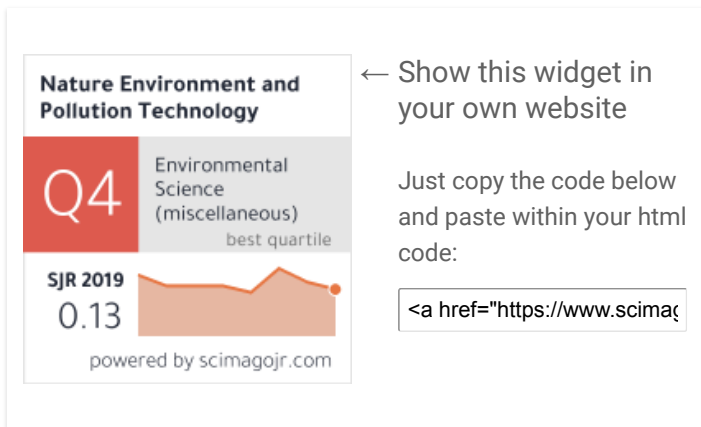 Nature Environment and
Pollution Technology
Q4
Environmental
Science
(miscellaneous)
best quartile
SJR 2019
0.13
powered by scimagojr.com
← Show this widget in
your own website
Just copy the code below
and paste within your html
code:
<a href="https://www.scimag